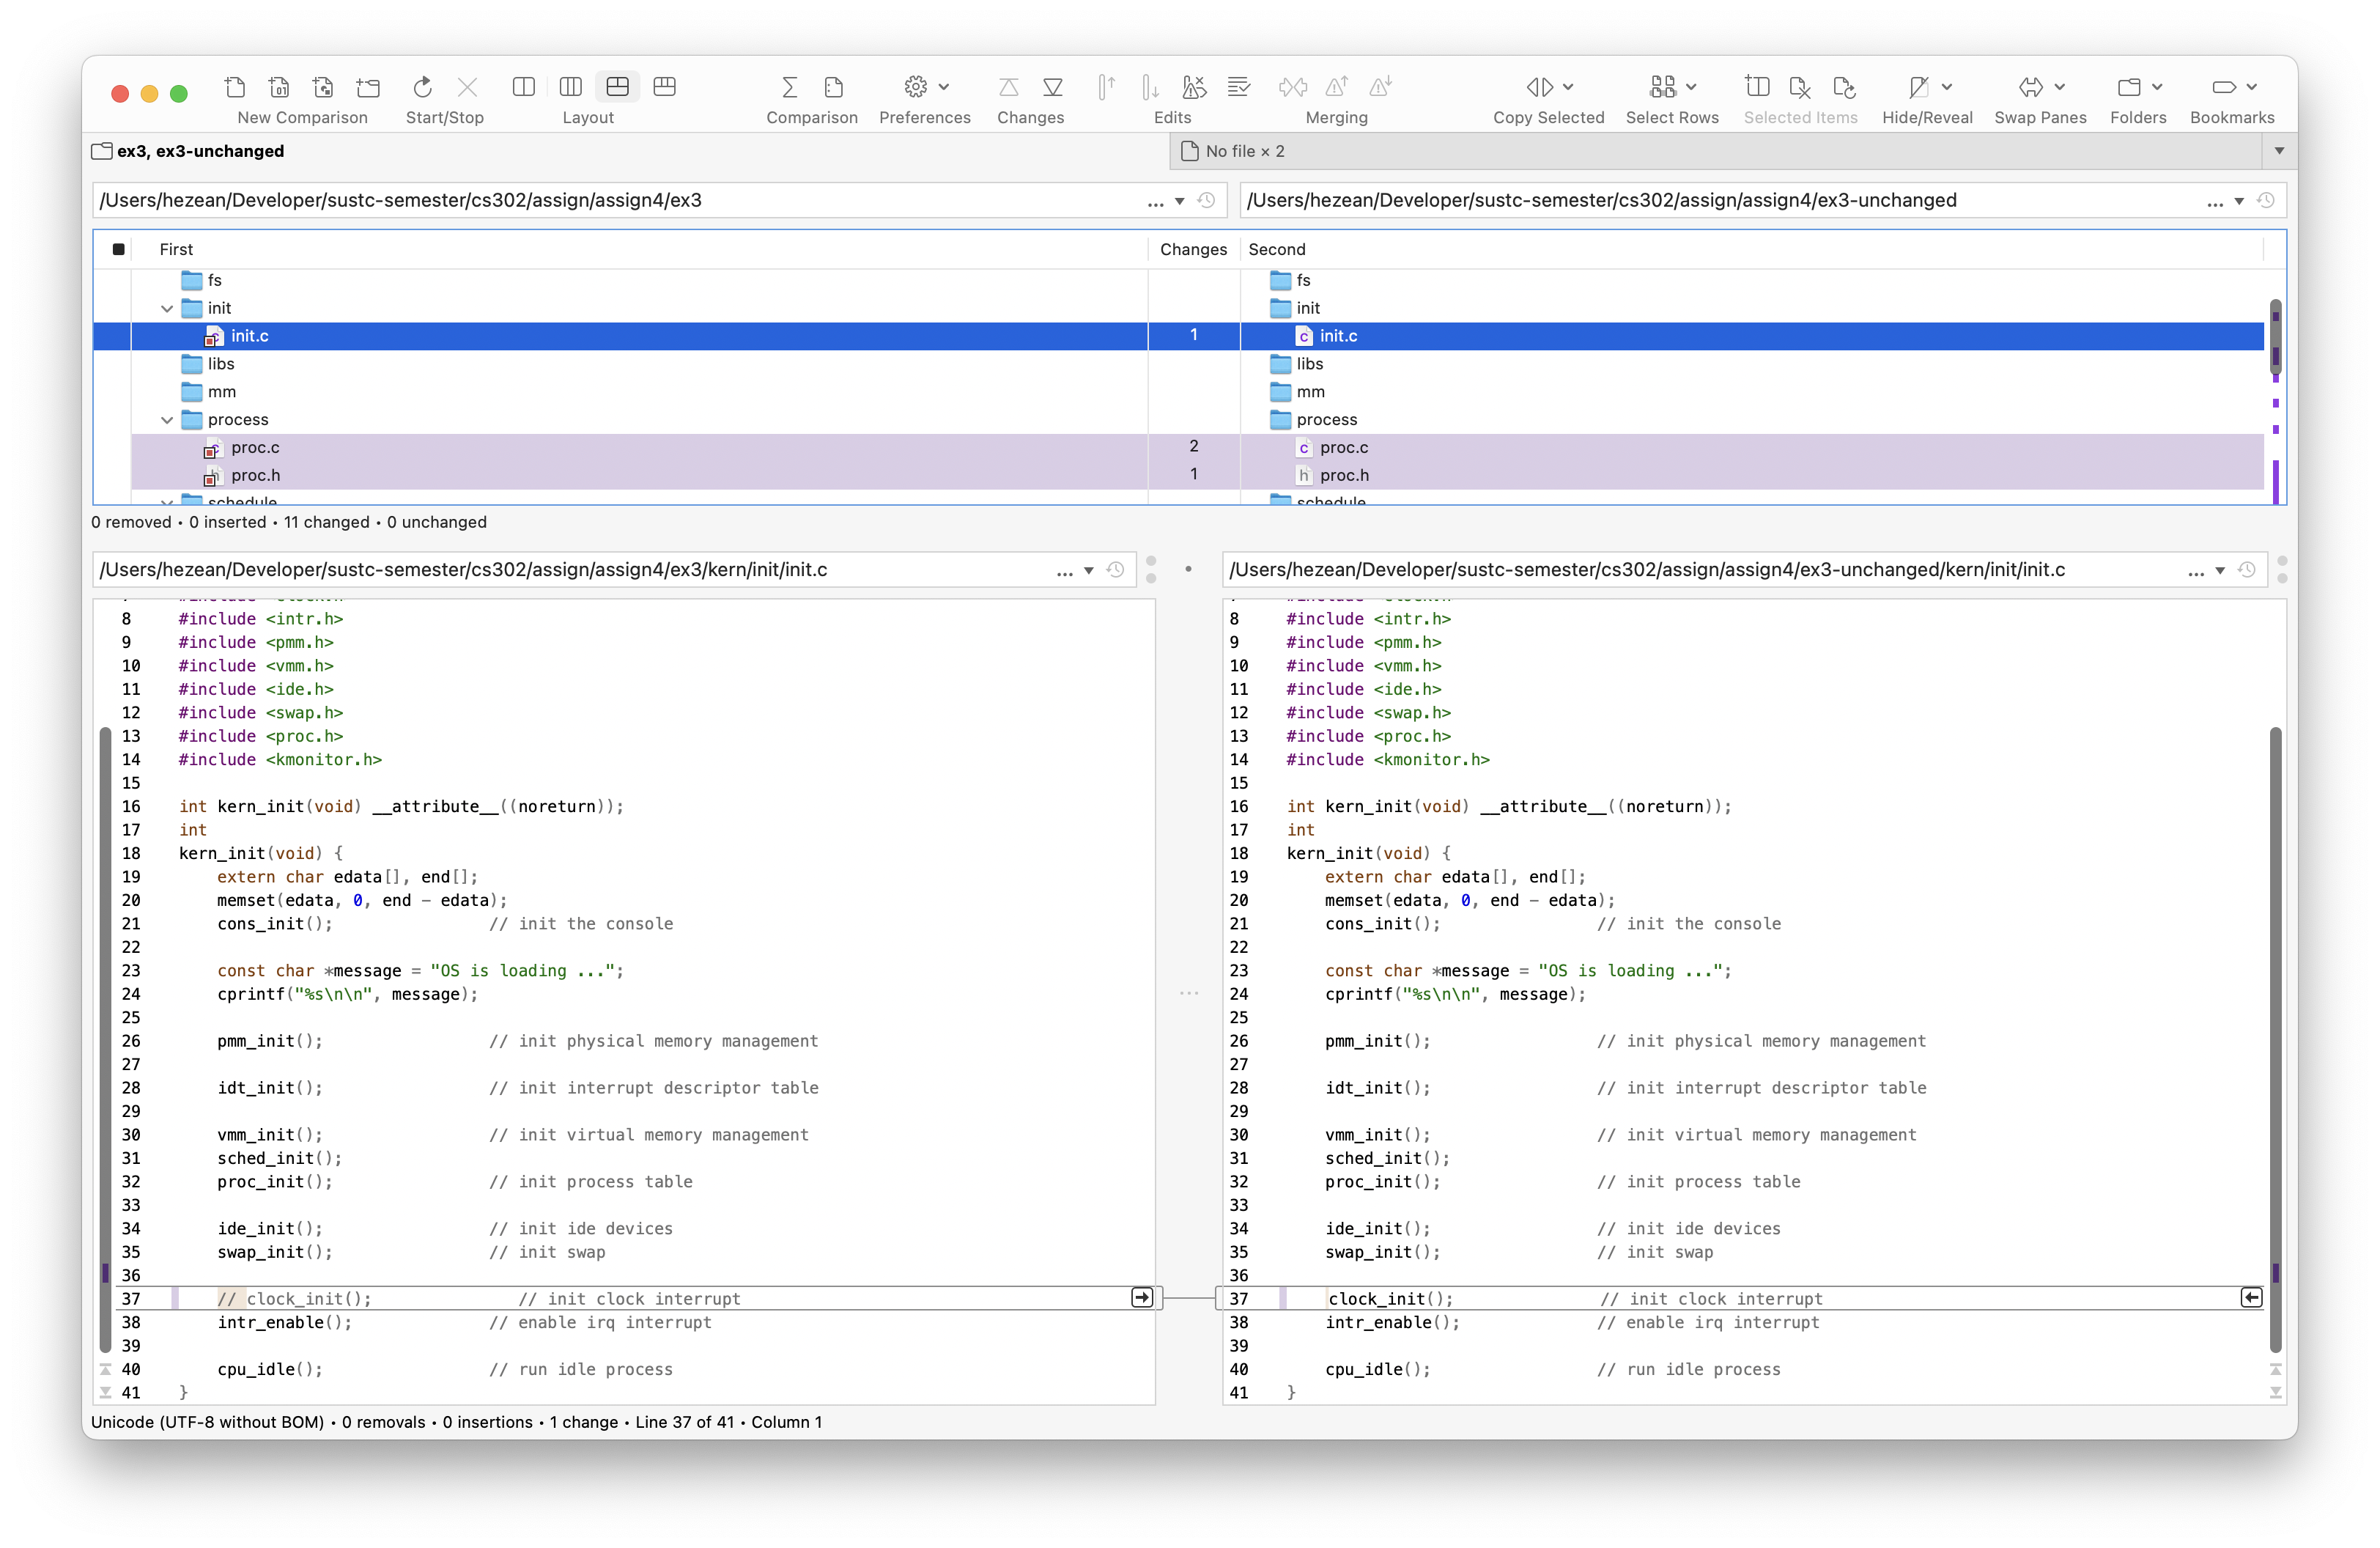 New Comparison Start/Stop Layout Comparison Preferences Changes Edits Merging Copy Selected Select Rows Selected Items Hide/Reveal Swap Panes Folders Bookmarks
ex3, ex3-unchanged No file × 2
/Users/hezean/Developer/sustc-semester/cs302/assign/assign4/ex3 ... /Users/hezean/Developer/sustc-semester/cs302/assign/assign4/ex3-unchanged ...
First Changes Second
fs fs
init init
init.c 1 init.c
libs libs
mm mm
process process
proc.c 2 proc.c
proc.h 1 proc.h
schedule schedule
0 removed • 0 inserted • 11 changed • 0 unchanged
/Users/hezean/Developer/sustc-semester/cs302/assign/assign4/ex3/kern/init/init.c ...
8 #include <intr.h>
9 #include <pmm.h>
10 #include <vmm.h>
11 #include <ide.h>
12 #include <swap.h>
13 #include <proc.h>
14 #include <kmonitor.h>
15
16 int kern_init(void) __attribute__((noreturn));
17 int
18 kern_init(void) {
19 extern char edata[], end[];
20 memset(edata, 0, end - edata);
21 cons_init(); // init the console
22
23 const char *message = "OS is loading ...";
24 cprintf("%s\n\n", message);
25
26 pmm_init(); // init physical memory management
27
28 idt_init(); // init interrupt descriptor table
29
30 vmm_init(); // init virtual memory management
31 sched_init();
32 proc_init(); // init process table
33
34 ide_init(); // init ide devices
35 swap_init(); // init swap
36
37 // clock_init(); // init clock interrupt
38 intr_enable(); // enable irq interrupt
39
40 cpu_idle(); // run idle process
41 }
/Users/hezean/Developer/sustc-semester/cs302/assign/assign4/ex3-unchanged/kern/init/init.c ...
8 #include <intr.h>
9 #include <pmm.h>
10 #include <vmm.h>
11 #include <ide.h>
12 #include <swap.h>
13 #include <proc.h>
14 #include <kmonitor.h>
15
16 int kern_init(void) __attribute__((noreturn));
17 int
18 kern_init(void) {
19 extern char edata[], end[];
20 memset(edata, 0, end - edata);
21 cons_init(); // init the console
22
23 const char *message = "OS is loading ...";
24 cprintf("%s\n\n", message);
25
26 pmm_init(); // init physical memory management
27
28 idt_init(); // init interrupt descriptor table
29
30 vmm_init(); // init virtual memory management
31 sched_init();
32 proc_init(); // init process table
33
34 ide_init(); // init ide devices
35 swap_init(); // init swap
36
37 clock_init(); // init clock interrupt
38 intr_enable(); // enable irq interrupt
39
40 cpu_idle(); // run idle process
41 }
Unicode (UTF-8 without BOM) • 0 removals • 0 insertions • 1 change • Line 37 of 41 • Column 1